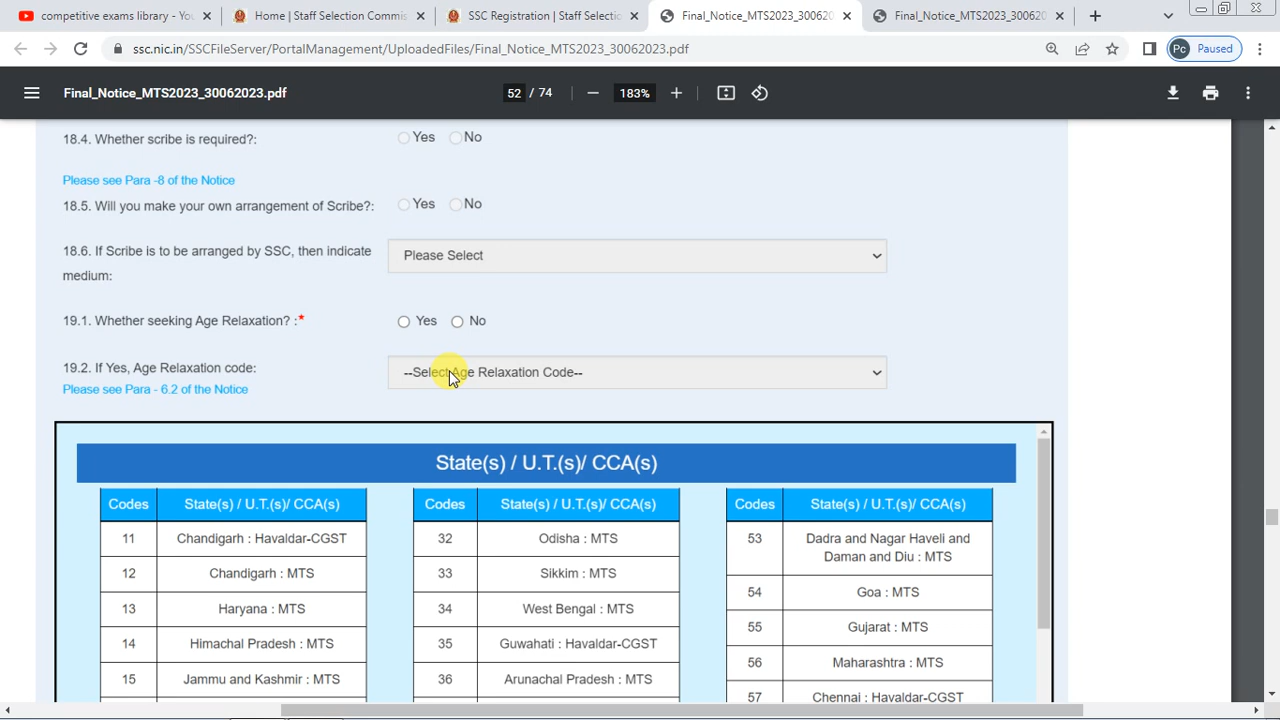 competitive exams library - You
Home | Staff Selection Commis
SSC Registration | Staff Selectio
Final_Notice_MTS2023_3006202
Final_Notice_MTS2023_3006202
ssc.nic.in/SSCFileServer/PortalManagement/UploadedFiles/Final_Notice_MTS2023_30062023.pdf
Pc Paused
Final_Notice_MTS2023_30062023.pdf
52 / 74
183%
18.4. Whether scribe is required?: Yes No
Please see Para -8 of the Notice
18.5. Will you make your own arrangement of Scribe?: Yes No
18.6. If Scribe is to be arranged by SSC, then indicate
medium:
Please Select
19.1. Whether seeking Age Relaxation? :* Yes No
19.2. If Yes, Age Relaxation code: --Select Age Relaxation Code--
Please see Para - 6.2 of the Notice
State(s) / U.T.(s)/ CCA(s)
Codes State(s) / U.T.(s)/ CCA(s) Codes State(s) / U.T.(s)/ CCA(s) Codes State(s) / U.T.(s)/ CCA(s)
11 Chandigarh : Havaldar-CGST
12 Chandigarh : MTS
13 Haryana : MTS
14 Himachal Pradesh : MTS
15 Jammu and Kashmir : MTS
32 Odisha : MTS
33 Sikkim : MTS
34 West Bengal : MTS
35 Guwahati : Havaldar-CGST
36 Arunachal Pradesh : MTS
53 Dadra and Nagar Haveli and
Daman and Diu : MTS
54 Goa : MTS
55 Gujarat : MTS
56 Maharashtra : MTS
57 Chennai : Havaldar-CGST